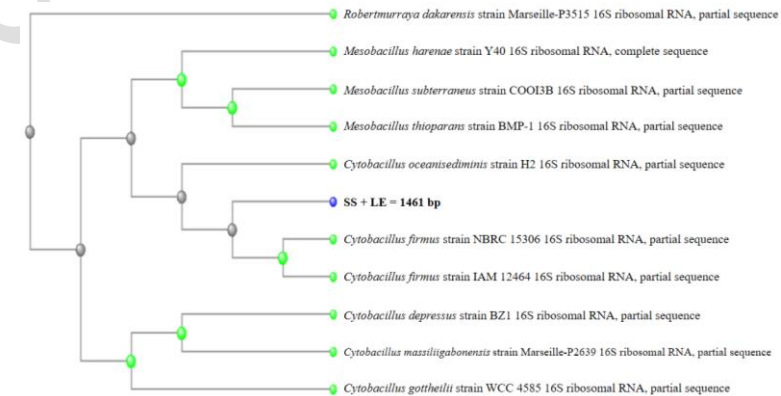 Robertmurraya dakarensis strain Marseille-P3515 16S ribosomal RNA, partial sequence
Mesobacillus harenae strain Y40 16S ribosomal RNA, complete sequence
Mesobacillus subterraneus strain COOI3B 16S ribosomal RNA, partial sequence
Mesobacillus thioparans strain BMP-1 16S ribosomal RNA, partial sequence
Cytobacillus oceanisediminis strain H2 16S ribosomal RNA, partial sequence
SS + LE = 1461 bp
Cytobacillus firmus strain NBRC 15306 16S ribosomal RNA, partial sequence
Cytobacillus firmus strain IAM 12464 16S ribosomal RNA, partial sequence
Cytobacillus depressus strain BZ1 16S ribosomal RNA, partial sequence
Cytobacillus massiliigabonensis strain Marseille-P2639 16S ribosomal RNA, partial sequence
Cytobacillus gottheilii strain WCC 4585 16S ribosomal RNA, partial sequence